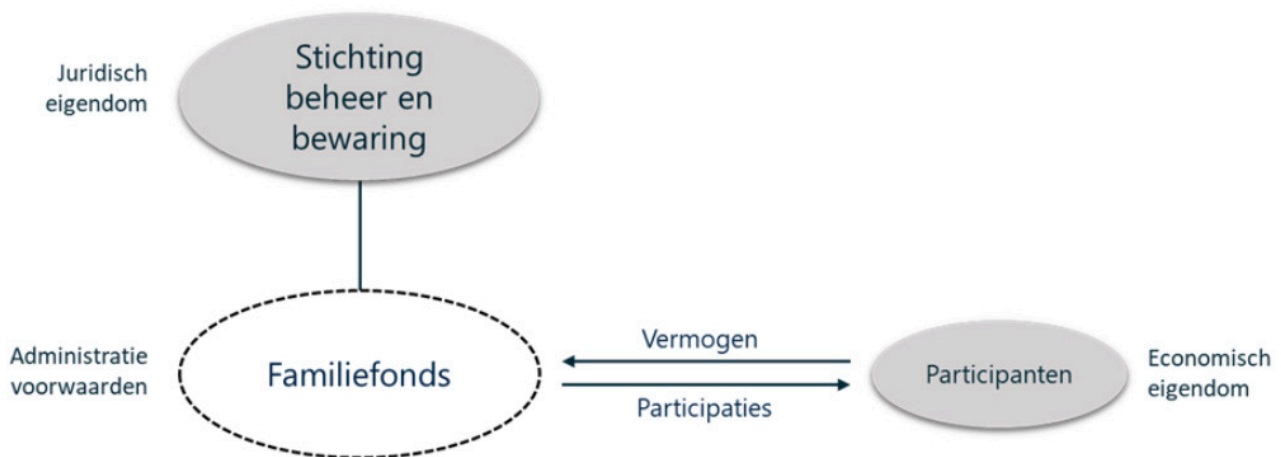 Juridisch
eigendom
Stichting
beheer en
bewaring
Administratie
voorwaarden
Familiefonds
Vermogen
Participaties
Participanten
Economisch
eigendom